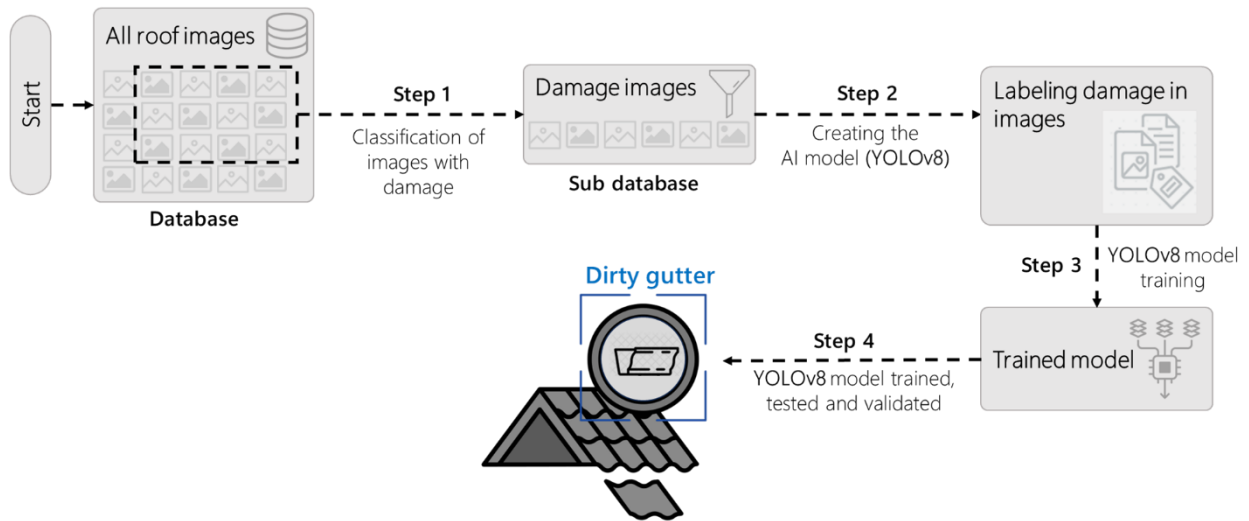 Start
All roof images
Database
Step 1
Classification of
images with
damage
Damage images
Sub database
Step 2
Creating the
AI model (YOLOv8)
Labeling damage in
images
Step 3
YOLOv8 model
training
Trained model
Step 4
YOLOv8 model trained,
tested and validated
Dirty gutter